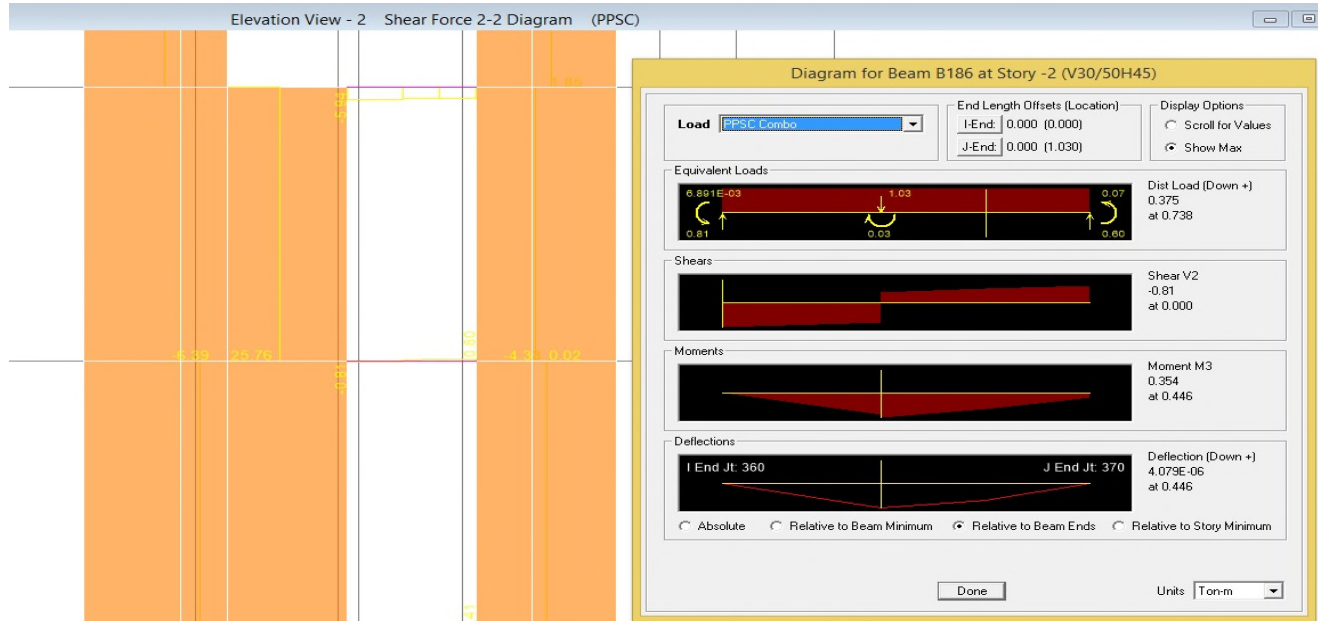 Elevation View - 2 Shear Force 2-2 Diagram (PPSC)
-5.94
-6.39 25.76
-0.81
0.60
0.02
Diagram for Beam B186 at Story -2 (V30/50H45)
Load PPSC Combo
End Length Offsets (Location)
I-End: 0.000 (0.000)
J-End: 0.000 (1.030)
Display Options
Scroll for Values
Show Max
Equivalent Loads
6.891E-03 1.03 0.07
0.81 0.03 0.60
Dist Load (Down +)
0.375
at 0.738
Shears
Shear V2
-0.81
at 0.000
Moments
Moment M3
0.354
at 0.446
Deflections
I End Jt: 360 J End Jt: 370
Deflection (Down +)
4.079E-06
at 0.446
Absolute Relative to Beam Minimum Relative to Beam Ends Relative to Story Minimum
Done
Units Ton-m